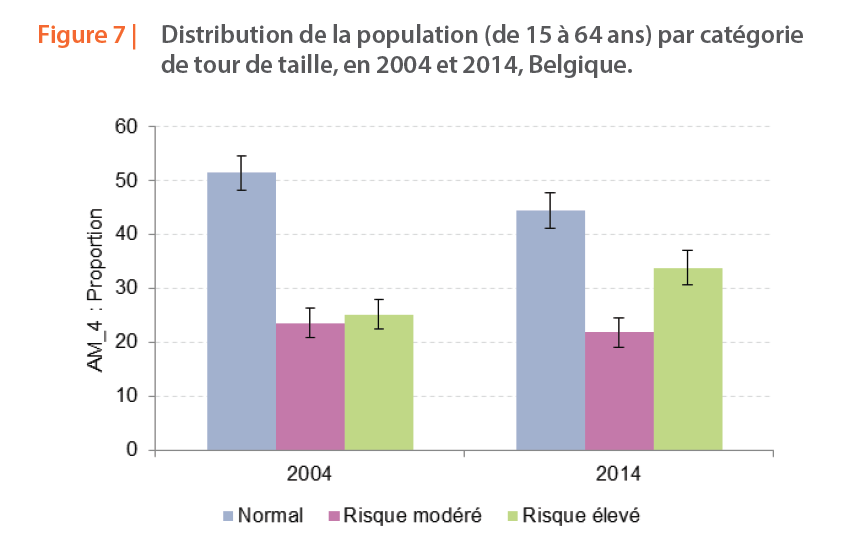 Figure 7 | Distribution de la population (de 15 à 64 ans) par catégorie
de tour de taille, en 2004 et 2014, Belgique.
60
50
40
30
20
10
0
AM_4 : Proportion
2004 2014
Normal Risque modéré Risque élevé